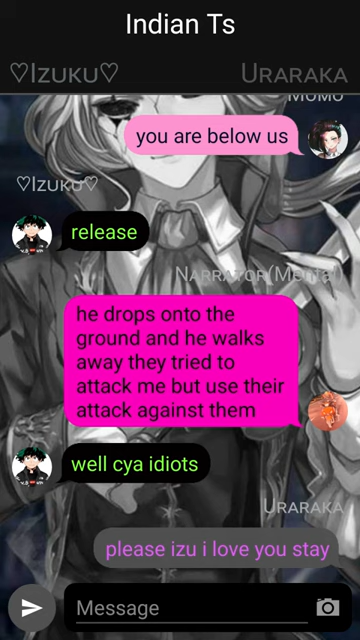 Indian Ts
♡Izuku♡
Uraraka
Momo
you are below us
♡Izuku♡
release
Narrator(Mental)
he drops onto the
ground and he walks
away they tried to
attack me but use their
attack against them
well cya idiots
Uraraka
please izu i love you stay
Message